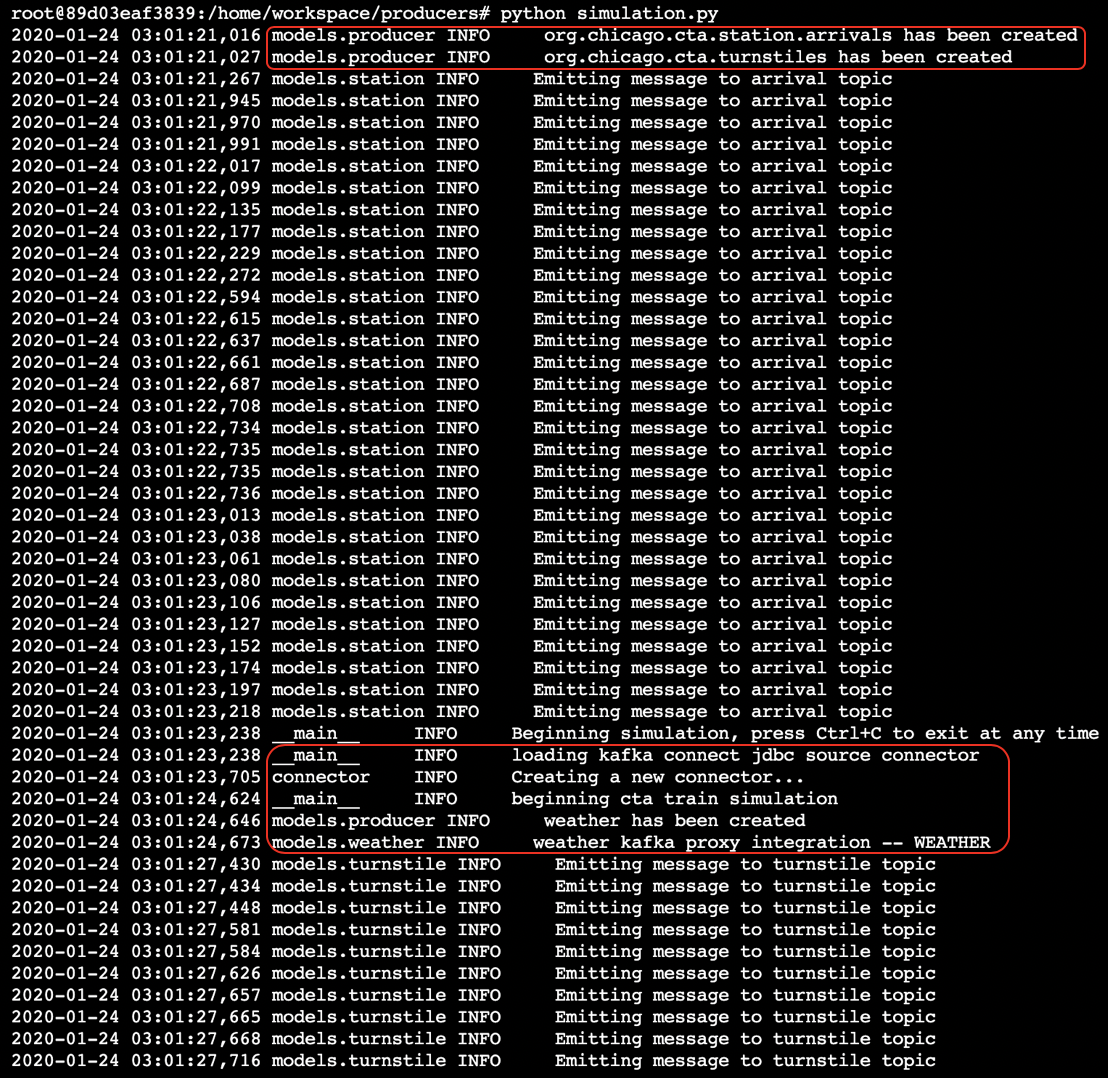 root@89d03eaf3839:/home/workspace/producers# python simulation.py
2020-01-24 03:01:21,016 models.producer INFO     org.chicago.cta.station.arrivals has been created
2020-01-24 03:01:21,027 models.producer INFO     org.chicago.cta.turnstiles has been created
2020-01-24 03:01:21,267 models.station INFO     Emitting message to arrival topic
2020-01-24 03:01:21,945 models.station INFO     Emitting message to arrival topic
2020-01-24 03:01:21,970 models.station INFO     Emitting message to arrival topic
2020-01-24 03:01:21,991 models.station INFO     Emitting message to arrival topic
2020-01-24 03:01:22,017 models.station INFO     Emitting message to arrival topic
2020-01-24 03:01:22,099 models.station INFO     Emitting message to arrival topic
2020-01-24 03:01:22,135 models.station INFO     Emitting message to arrival topic
2020-01-24 03:01:22,177 models.station INFO     Emitting message to arrival topic
2020-01-24 03:01:22,229 models.station INFO     Emitting message to arrival topic
2020-01-24 03:01:22,272 models.station INFO     Emitting message to arrival topic
2020-01-24 03:01:22,594 models.station INFO     Emitting message to arrival topic
2020-01-24 03:01:22,615 models.station INFO     Emitting message to arrival topic
2020-01-24 03:01:22,637 models.station INFO     Emitting message to arrival topic
2020-01-24 03:01:22,661 models.station INFO     Emitting message to arrival topic
2020-01-24 03:01:22,687 models.station INFO     Emitting message to arrival topic
2020-01-24 03:01:22,708 models.station INFO     Emitting message to arrival topic
2020-01-24 03:01:22,734 models.station INFO     Emitting message to arrival topic
2020-01-24 03:01:22,735 models.station INFO     Emitting message to arrival topic
2020-01-24 03:01:22,735 models.station INFO     Emitting message to arrival topic
2020-01-24 03:01:22,736 models.station INFO     Emitting message to arrival topic
2020-01-24 03:01:23,013 models.station INFO     Emitting message to arrival topic
2020-01-24 03:01:23,038 models.station INFO     Emitting message to arrival topic
2020-01-24 03:01:23,061 models.station INFO     Emitting message to arrival topic
2020-01-24 03:01:23,080 models.station INFO     Emitting message to arrival topic
2020-01-24 03:01:23,106 models.station INFO     Emitting message to arrival topic
2020-01-24 03:01:23,127 models.station INFO     Emitting message to arrival topic
2020-01-24 03:01:23,152 models.station INFO     Emitting message to arrival topic
2020-01-24 03:01:23,174 models.station INFO     Emitting message to arrival topic
2020-01-24 03:01:23,197 models.station INFO     Emitting message to arrival topic
2020-01-24 03:01:23,218 models.station INFO     Emitting message to arrival topic
2020-01-24 03:01:23,238 __main__     INFO     Beginning simulation, press Ctrl+C to exit at any time
2020-01-24 03:01:23,238 __main__     INFO     loading kafka connect jdbc source connector
2020-01-24 03:01:23,705 connector    INFO     Creating a new connector...
2020-01-24 03:01:24,624 __main__     INFO     beginning cta train simulation
2020-01-24 03:01:24,646 models.producer INFO     weather has been created
2020-01-24 03:01:24,673 models.weather INFO     weather kafka proxy integration -- WEATHER
2020-01-24 03:01:27,430 models.turnstile INFO     Emitting message to turnstile topic
2020-01-24 03:01:27,434 models.turnstile INFO     Emitting message to turnstile topic
2020-01-24 03:01:27,448 models.turnstile INFO     Emitting message to turnstile topic
2020-01-24 03:01:27,581 models.turnstile INFO     Emitting message to turnstile topic
2020-01-24 03:01:27,584 models.turnstile INFO     Emitting message to turnstile topic
2020-01-24 03:01:27,626 models.turnstile INFO     Emitting message to turnstile topic
2020-01-24 03:01:27,657 models.turnstile INFO     Emitting message to turnstile topic
2020-01-24 03:01:27,665 models.turnstile INFO     Emitting message to turnstile topic
2020-01-24 03:01:27,668 models.turnstile INFO     Emitting message to turnstile topic
2020-01-24 03:01:27,716 models.turnstile INFO     Emitting message to turnstile topic